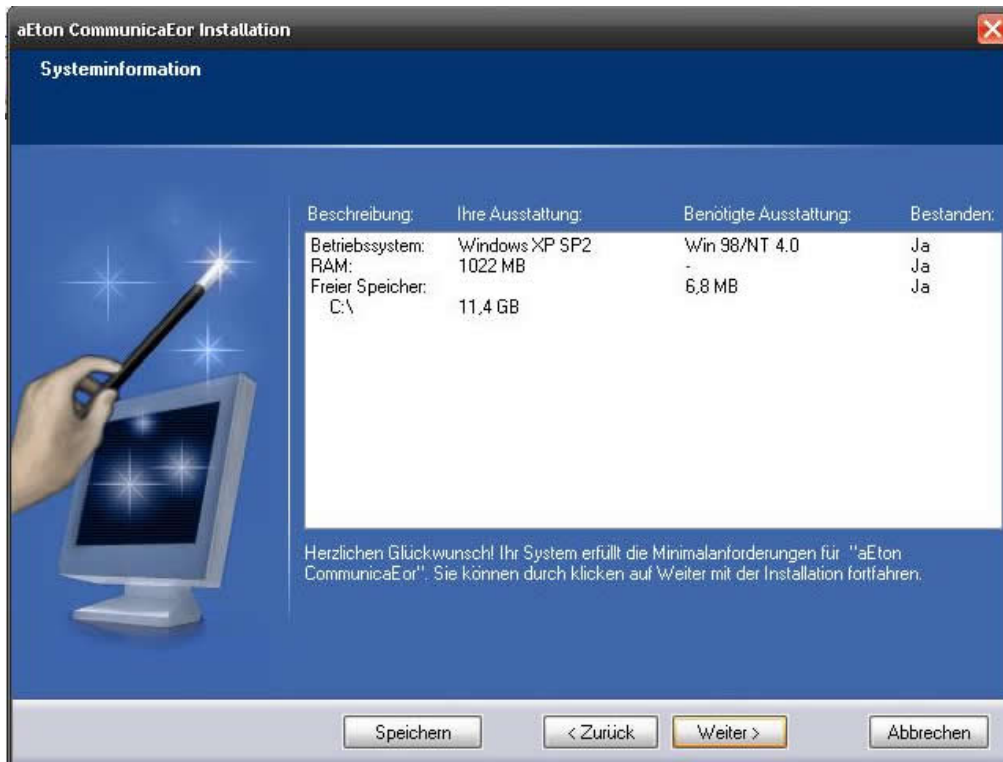 aEton CommunicaEor Installation
Systeminformation
Beschreibung: Ihre Ausstattung: Benötigte Ausstattung: Bestanden:
Betriebssystem: Windows XP SP2 Win 98/NT 4.0 Ja
RAM: 1022 MB - Ja
Freier Speicher: 6,8 MB Ja
C:\ 11,4 GB
Herzlichen Glückwunsch! Ihr System erfüllt die Minimalanforderungen für "aEton
CommunicaEor". Sie können durch klicken auf Weiter mit der Installation fortfahren.
Speichern < Zurück Weiter > Abbrechen